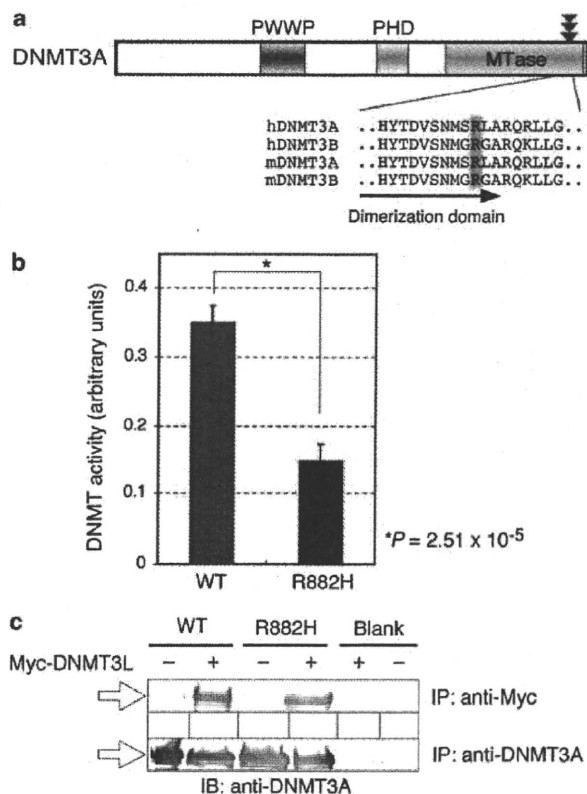 a
PWWP PHD
DNMT3A MTase
hDNMT3A ..HYTDVSNMSRLARQRLLG..
hDNMT3B ..HYTDVSNMGRGARQKLLG..
mDNMT3A ..HYTDVSNMSRLARQRLLG..
mDNMT3B ..HYTDVSNMGRGARQKLLG..
Dimerization domain
b
DNMT activity (arbitrary units)
0.4
0.3
0.2
0.1
0
*
WT R882H
*P = 2.51 x 10-5
c
WT R882H Blank
Myc-DNMT3L − + − + + −
IP: anti-Myc
IP: anti-DNMT3A
IB: anti-DNMT3A